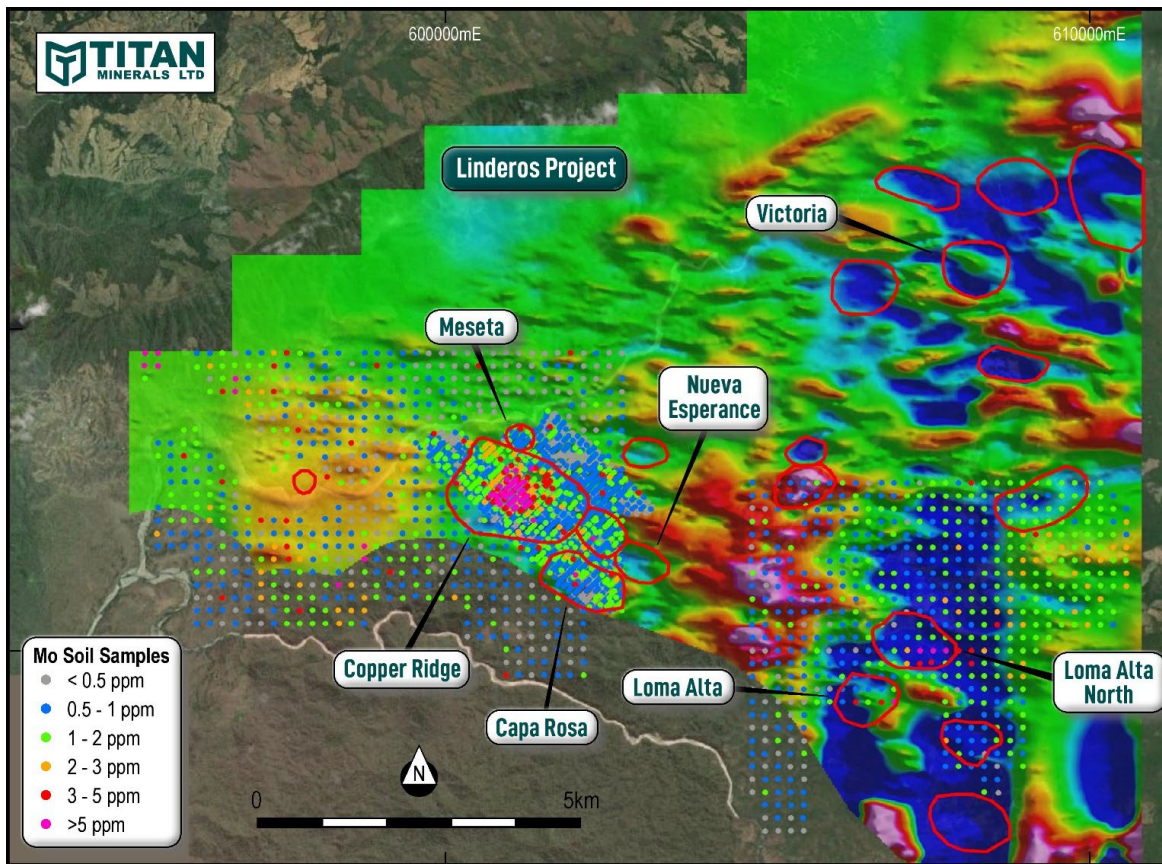 600000mE
610000mE
TITAN
MINERALS LTD
Linderos Project
Victoria
Meseta
Nueva
Esperance
Copper Ridge
Capa Rosa
Loma Alta
Loma Alta
North
Mo Soil Samples
< 0.5 ppm
0.5 - 1 ppm
1 - 2 ppm
2 - 3 ppm
3 - 5 ppm
>5 ppm
N
0
5km